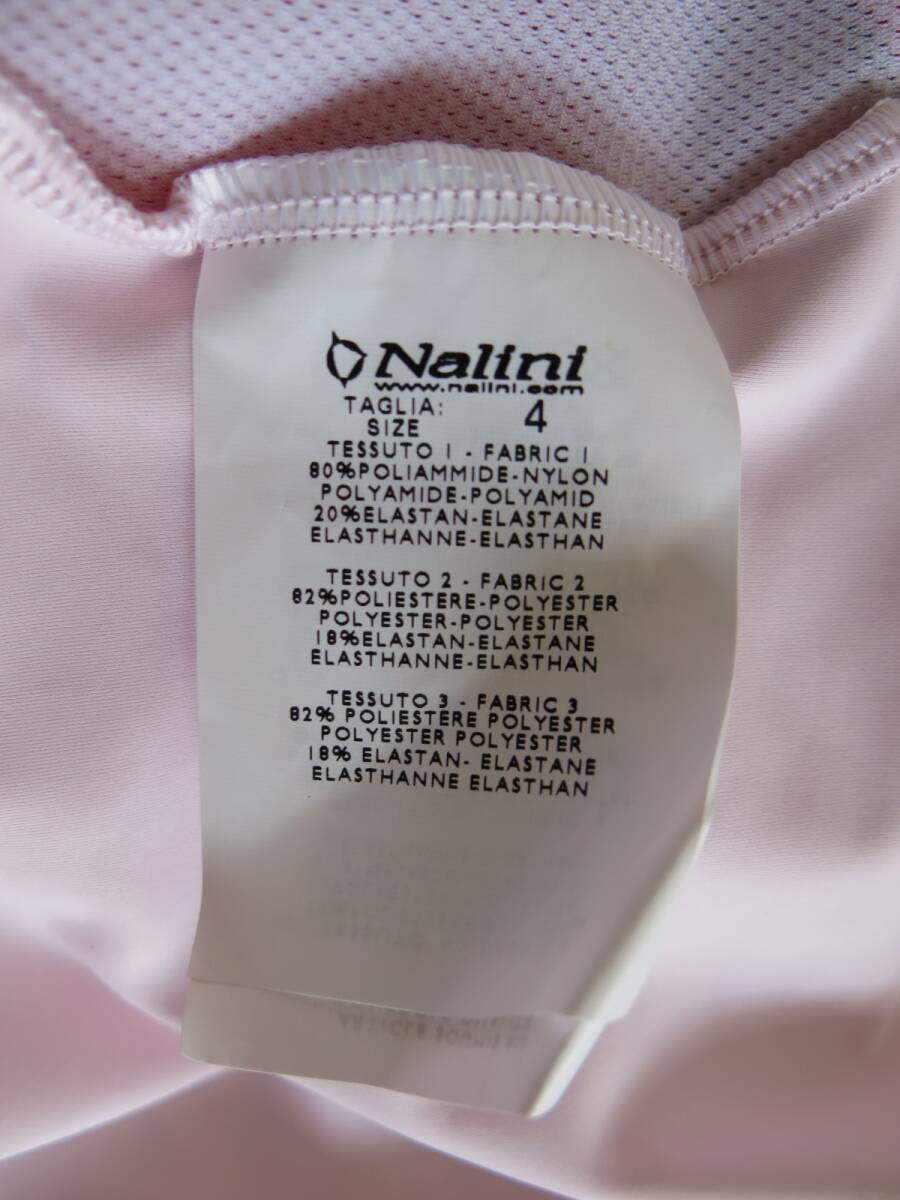 Nalini
www.nalini.com
TAGLIA: 4
SIZE
TESSUTO 1 - FABRIC 1
80%POLIAMMIDE-NYLON
POLYAMIDE-POLYAMID
20%ELASTAN-ELASTANE
ELASTHANNE-ELASTHAN
TESSUTO 2 - FABRIC 2
82%POLIESTERE-POLYESTER
POLYESTER-POLYESTER
18%ELASTAN-ELASTANE
ELASTHANNE-ELASTHAN
TESSUTO 3 - FABRIC 3
82% POLIESTERE POLYESTER
POLYESTER POLYESTER
18% ELASTAN- ELASTANE
ELASTHANNE ELASTHAN